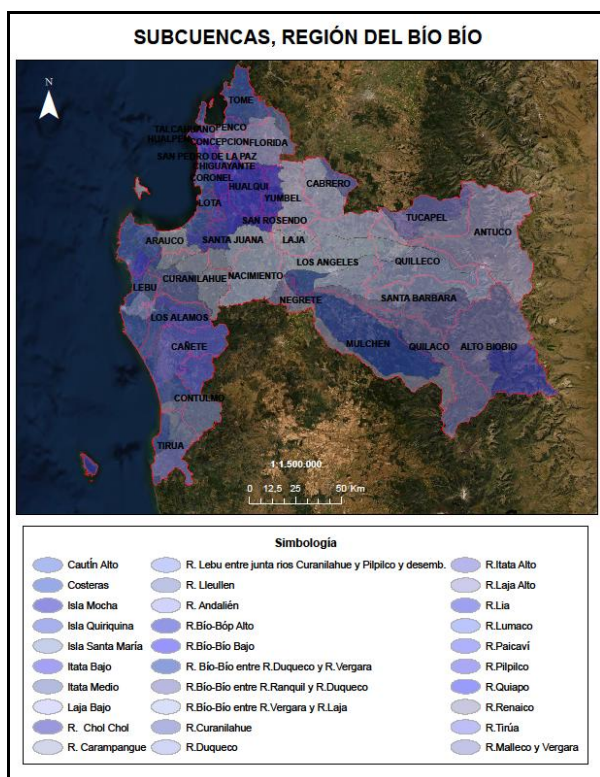 SUBCUENCAS, REGIÓN DEL BÍO BÍO
N
TOME
TALCAHUANO
PENCO
HUALPEN
CONCEPCION
FLORIDA
SAN PEDRO DE LA PAZ
CHIGUAYANTE
CORONEL
HUALQUI
CABRERO
LOTA
YUMBEL
SAN ROSENDO
TUCAPEL
ANTUCO
ARAUCO
SANTA JUANA
LAJA
LOS ANGELES
QUILLECO
CURANILAHUE
NACIMIENTO
LEBU
NEGRETE
SANTA BARBARA
LOS ALAMOS
CAÑETE
MULCHEN
QUILACO
ALTO BIOBIO
CONTULMO
TIRUA
1:1.500.000
0 12,5 25 50 Km
Simbología
Cautín Alto
Costeras
Isla Mocha
Isla Quiriquina
Isla Santa María
Itata Bajo
Itata Medio
Laja Bajo
R. Chol Chol
R. Carampangue
R. Lebu entre junta rios Curanilahue y Pilpilco y desemb.
R. Lleullen
R. Andalién
R.Bío-Bóp Alto
R.Bío-Bío Bajo
R. Bío-Bío entre R.Duqueco y R.Vergara
R.Bío-Bío entre R.Ranquil y R.Duqueco
R.Bío-Bío entre R.Vergara y R.Laja
R.Curanilahue
R.Duqueco
R.Itata Alto
R.Laja Alto
R.Lia
R.Lumaco
R.Paicaví
R.Pilpilco
R.Quiapo
R.Renaico
R.Tirúa
R.Malleco y Vergara